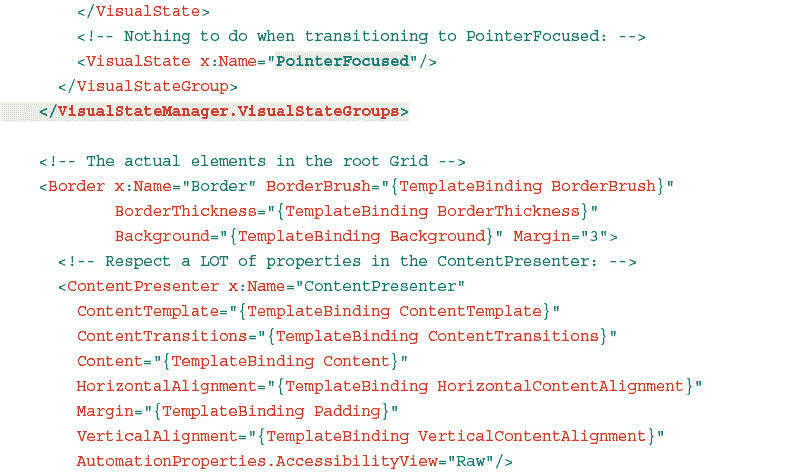 </VisualState>
<!-- Nothing to do when transitioning to PointerFocused: -->
<VisualState x:Name="PointerFocused"/>
</VisualStateGroup>
</VisualStateManager.VisualStateGroups>
<!-- The actual elements in the root Grid -->
<Border x:Name="Border" BorderBrush="{TemplateBinding BorderBrush}"
BorderThickness="{TemplateBinding BorderThickness}"
Background="{TemplateBinding Background}" Margin="3">
<!-- Respect a LOT of properties in the ContentPresenter: -->
<ContentPresenter x:Name="ContentPresenter"
ContentTemplate="{TemplateBinding ContentTemplate}"
ContentTransitions="{TemplateBinding ContentTransitions}"
Content="{TemplateBinding Content}"
HorizontalAlignment="{TemplateBinding HorizontalContentAlignment}"
Margin="{TemplateBinding Padding}"
VerticalAlignment="{TemplateBinding VerticalContentAlignment}"
AutomationProperties.AccessibilityView="Raw"/>